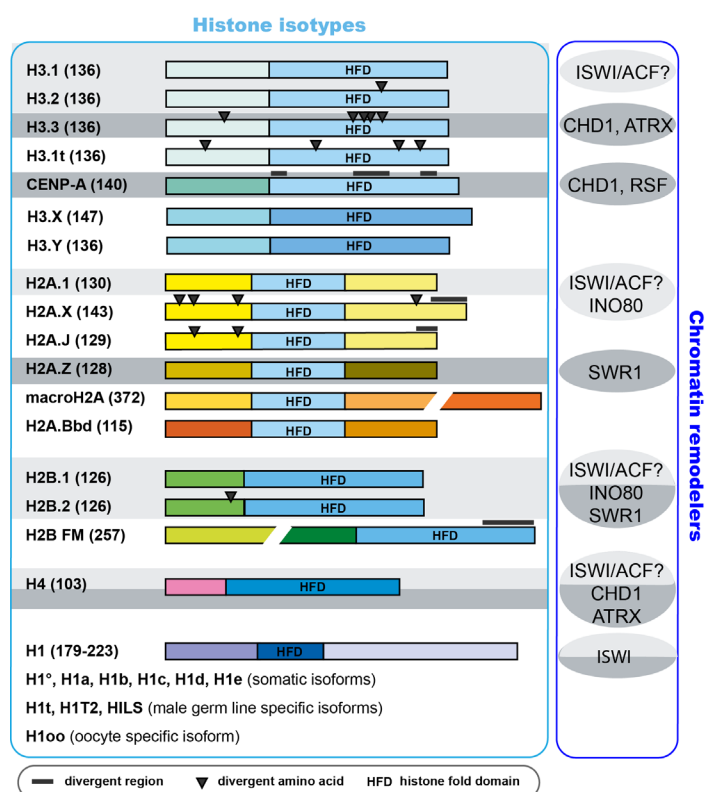 Histone isotypes
H3.1 (136) HFD ISWI/ACF?
H3.2 (136) HFD
H3.3 (136) HFD CHD1, ATRX
H3.1t (136) HFD
CENP-A (140) HFD CHD1, RSF
H3.X (147) HFD
H3.Y (136) HFD
H2A.1 (130) HFD ISWI/ACF?
H2A.X (143) HFD INO80
H2A.J (129) HFD
H2A.Z (128) HFD SWR1
macroH2A (372) HFD
H2A.Bbd (115) HFD
H2B.1 (126) HFD ISWI/ACF?
H2B.2 (126) HFD INO80
SWR1
H2B FM (257) HFD
H4 (103) HFD ISWI/ACF?
CHD1
ATRX
H1 (179-223) HFD ISWI
H1°, H1a, H1b, H1c, H1d, H1e (somatic isoforms)
H1t, H1T2, HILS (male germ line specific isoforms)
H1oo (oocyte specific isoform)
Chromatin remodelers
divergent region divergent amino acid HFD histone fold domain